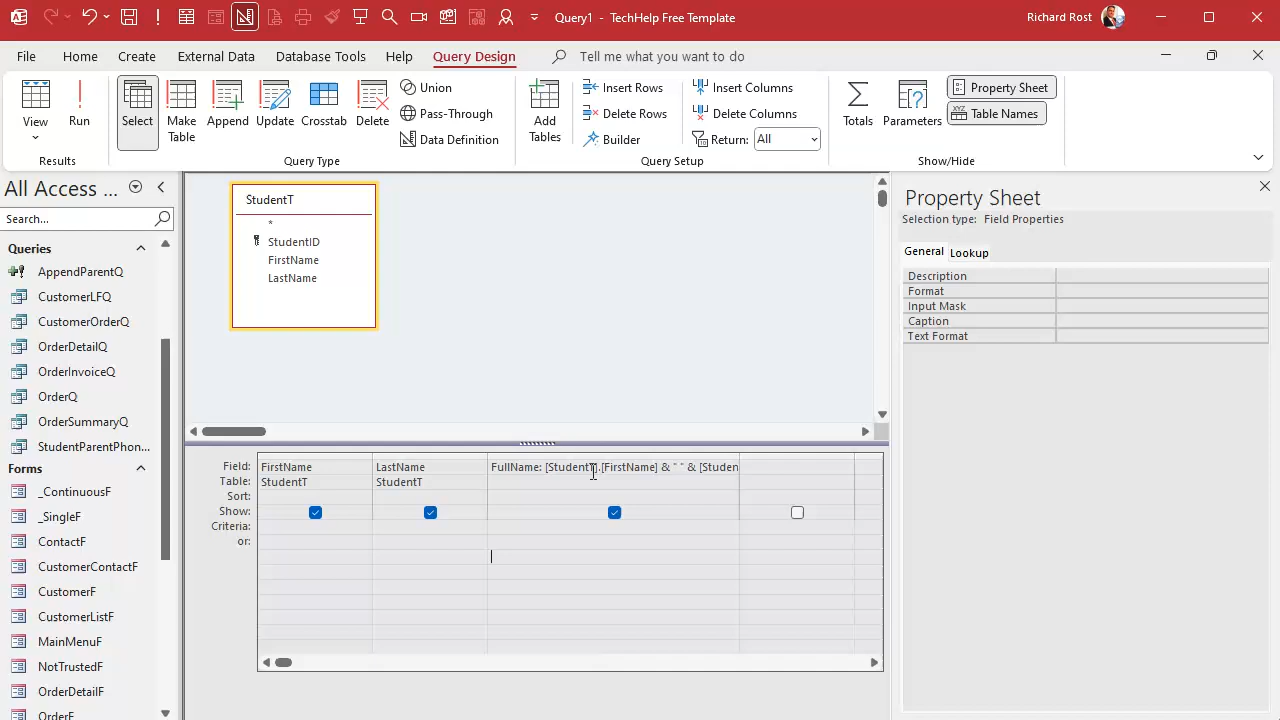 Query1 - TechHelp Free Template
Richard Rost
File Home Create External Data Database Tools Help Query Design Tell me what you want to do
View
Run
Results
Select
Make Table
Append
Update
Crosstab
Delete
Union
Pass-Through
Data Definition
Query Type
Add Tables
Insert Rows
Delete Rows
Builder
Insert Columns
Delete Columns
Return: All
Query Setup
Totals
Parameters
Property Sheet
XYZ Table Names
Show/Hide
All Access ...
Search...
Queries
AppendParentQ
CustomerLFQ
CustomerOrderQ
OrderDetailQ
OrderInvoiceQ
OrderQ
OrderSummaryQ
StudentParentPhon...
Forms
_ContinuousF
_SingleF
ContactF
CustomerContactF
CustomerF
CustomerListF
MainMenuF
NotTrustedF
OrderDetailF
OrderF
StudentT
*
StudentID
FirstName
LastName
Field: FirstName LastName FullName: [StudentT].[FirstName] & " " & [Studen
Table: StudentT StudentT
Sort:
Show:
Criteria:
or:
Property Sheet
Selection type: Field Properties
General Lookup
Description
Format
Input Mask
Caption
Text Format